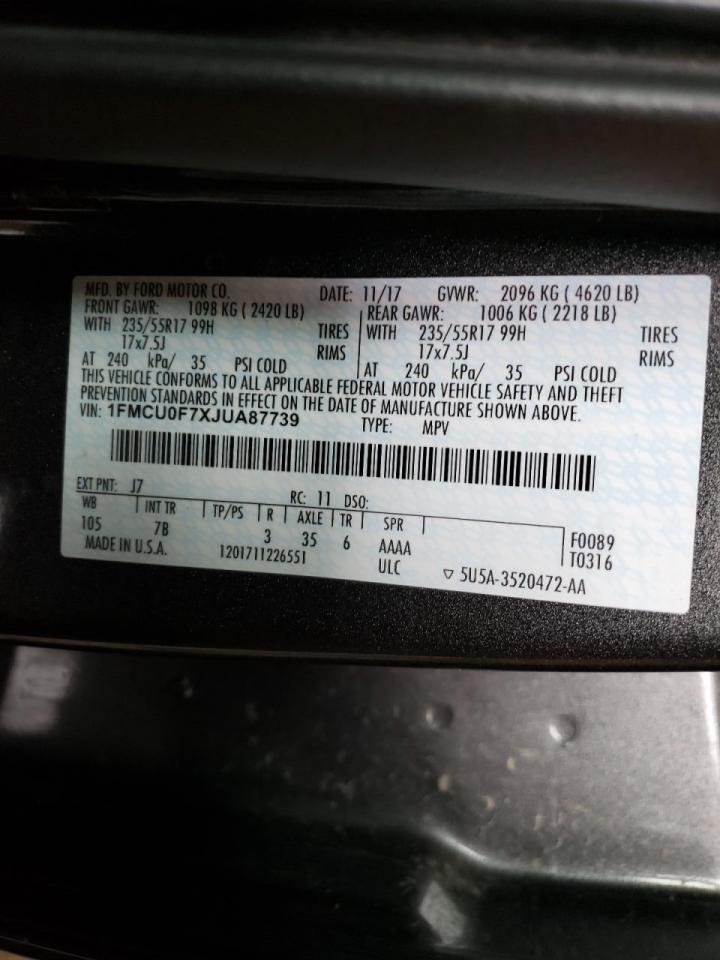 MFD. BY FORD MOTOR CO. DATE: 11/17 GVWR: 2096 KG ( 4620 LB)
FRONT GAWR: 1098 KG ( 2420 LB) REAR GAWR: 1006 KG ( 2218 LB)
WITH 235/55R17 99H TIRES WITH 235/55R17 99H TIRES
17x7.5J RIMS 17x7.5J RIMS
AT 240 kPa/ 35 PSI COLD AT 240 kPa/ 35 PSI COLD
THIS VEHICLE CONFORMS TO ALL APPLICABLE FEDERAL MOTOR VEHICLE SAFETY AND THEFT
PREVENTION STANDARDS IN EFFECT ON THE DATE OF MANUFACTURE SHOWN ABOVE.
VIN: 1FMCU0F7XJUA87739 TYPE: MPV
EXT PNT: J7 RC: 11 DSO:
WB INT TR TP/PS R AXLE TR SPR
105 7B 3 35 6 AAAA F0089
MADE IN U.S.A. 1201711226551 ULC T0316
▽ 5U5A-3520472-AA